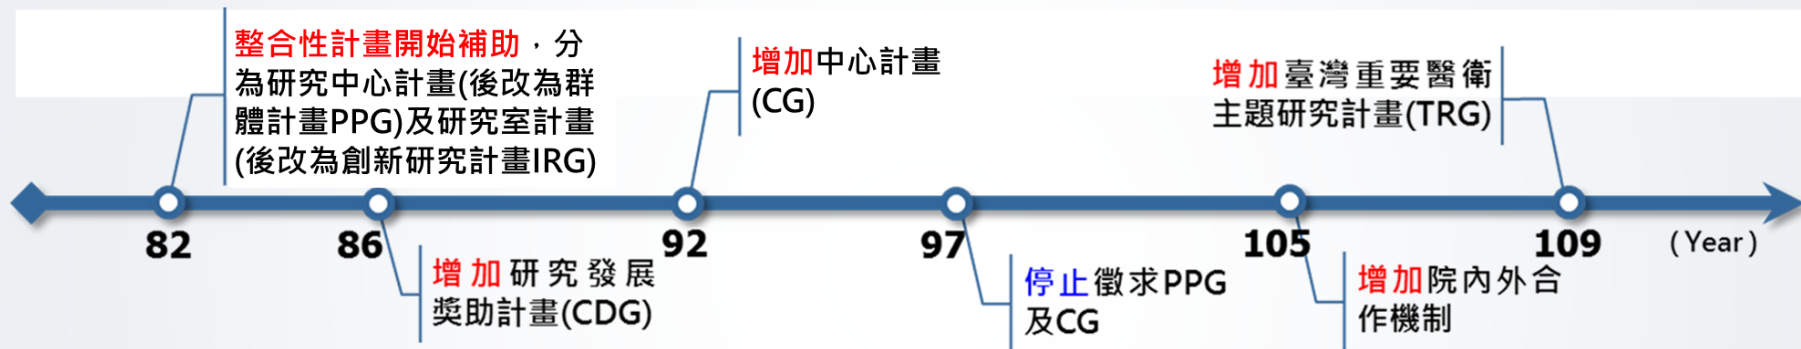 整合性計畫開始補助，分
為研究中心計畫(後改為群
體計畫PPG)及研究室計畫
(後改為創新研究計畫IRG)
增加中心計畫
(CG)
增加臺灣重要醫衛
主題研究計畫(TRG)
82
86
92
97
105
109
(Year)
增加研究發展
獎助計畫(CDG)
停止徵求PPG
及CG
增加院內外合
作機制